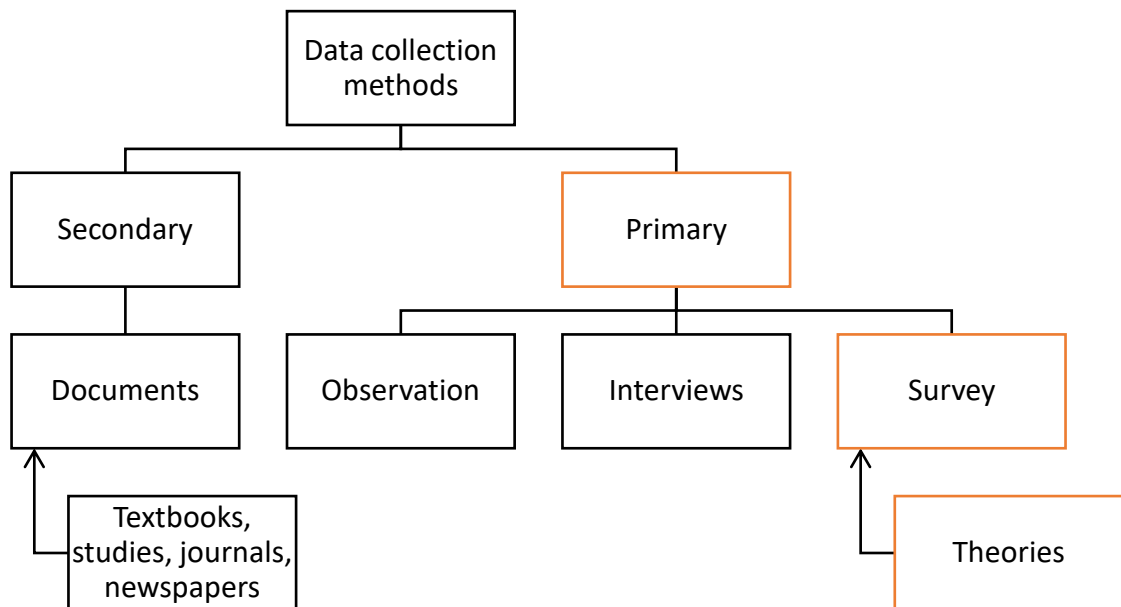 Data collection
methods
Secondary
Primary
Documents
Observation
Interviews
Survey
Textbooks,
studies, journals,
newspapers
Theories